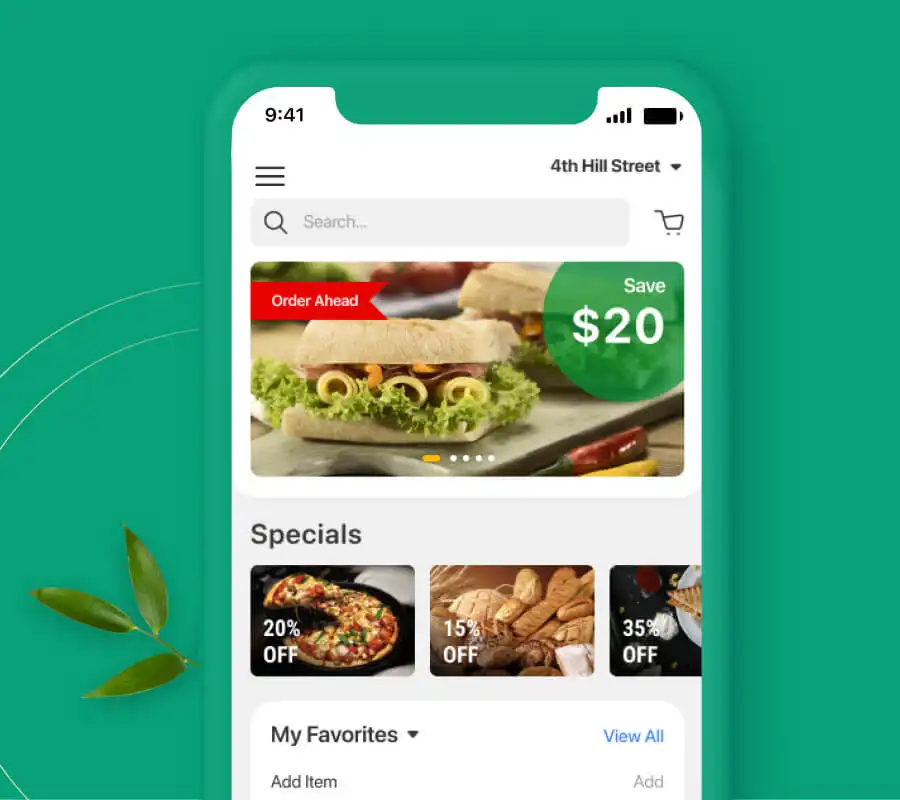 9:41
4th Hill Street
Search...
Order Ahead
Save
$20
Specials
20%
OFF
15%
OFF
35%
OFF
My Favorites
View All
Add Item
Add